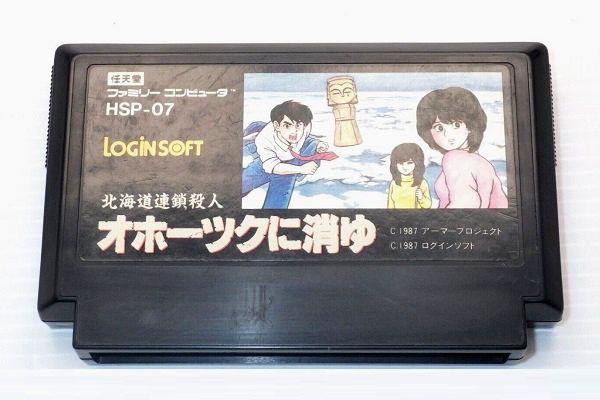 任天堂
ファミリー コンピュータ™
HSP-07
LOGiN SOFT
北海道連鎖殺人
オホーツクに消ゆ
C 1987 アーマープロジェクト
C 1987 ログインソフト